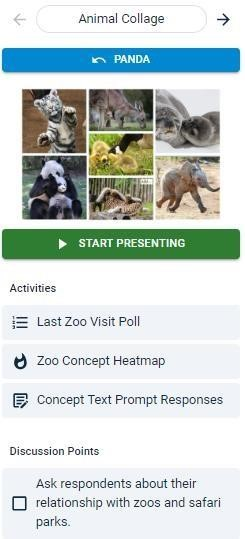 Animal Collage
PANDA
START PRESENTING
Activities
Last Zoo Visit Poll
Zoo Concept Heatmap
Concept Text Prompt Responses
Discussion Points
Ask respondents about their
relationship with zoos and safari
parks.